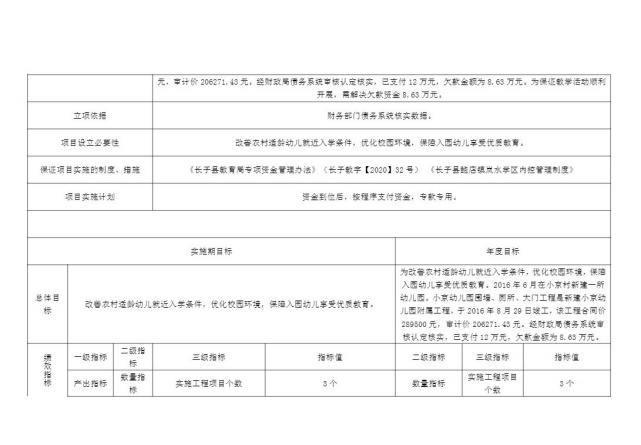 元，审计价 206271.43 元。经财政局债务系统审核认定核实，已支付 12 万元，欠款金额为 8.63 万元。为保证教学活动顺利
开展，需解决欠款资金 8.63 万元。
立项依据 财务部门债务系统核实数据。
项目设立必要性 改善农村适龄幼儿就近入学条件，优化校园环境，保障入园幼儿享受优质教育。
保证项目实施的制度、措施 《长子县教育局专项资金管理办法》（长子教字【2020】32 号） 《长子县鲍店镇岚水学区内控管理制度》
项目实施计划 资金到位后，按程序支付资金，专款专用。
实施期目标 年度目标
总体目
标
改善农村适龄幼儿就近入学条件，优化校园环境，保障入园幼儿享受优质教育。
为改善农村适龄幼儿就近入学条件，优化校园环境，保障
入园幼儿享受优质教育。2016 年 6 月在小京村新建一所
幼儿园。小京幼儿园围墙、厕所、大门工程是新建小京幼
儿园附属工程，于 2016 年 8 月 29 日竣工，该工程合同价
289800 元，审计价 206271.43 元。经财政局债务系统审
核认定核实，已支付 12 万元，欠款金额为 8.63 万元。
绩
效
指
标
一级指标 二级指
标
三级指标 指标值 二级指标 三级指标 指标值
产出指标 数量指
标
实施工程项目个数 3 个 数量指标 实施工程项目
个数
3 个